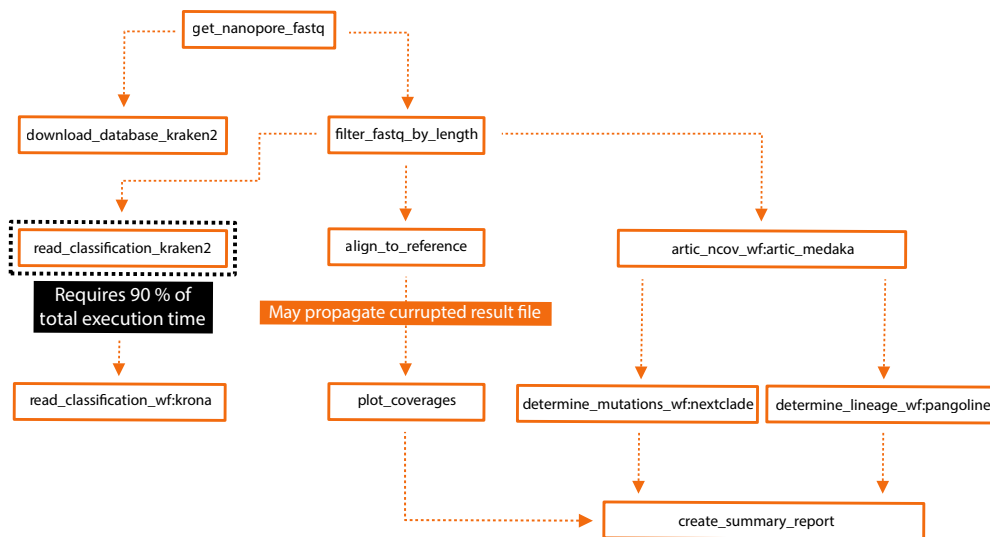 get_nanopore_fastq
download_database_kraken2
filter_fastq_by_length
read_classification_kraken2
align_to_reference
artic_ncov_wf:artic_medaka
Requires 90 % of
total execution time
May propagate currupted result file
read_classification_wf:krona
plot_coverages
determine_mutations_wf:nextclade
determine_lineage_wf:pangoline
create_summary_report